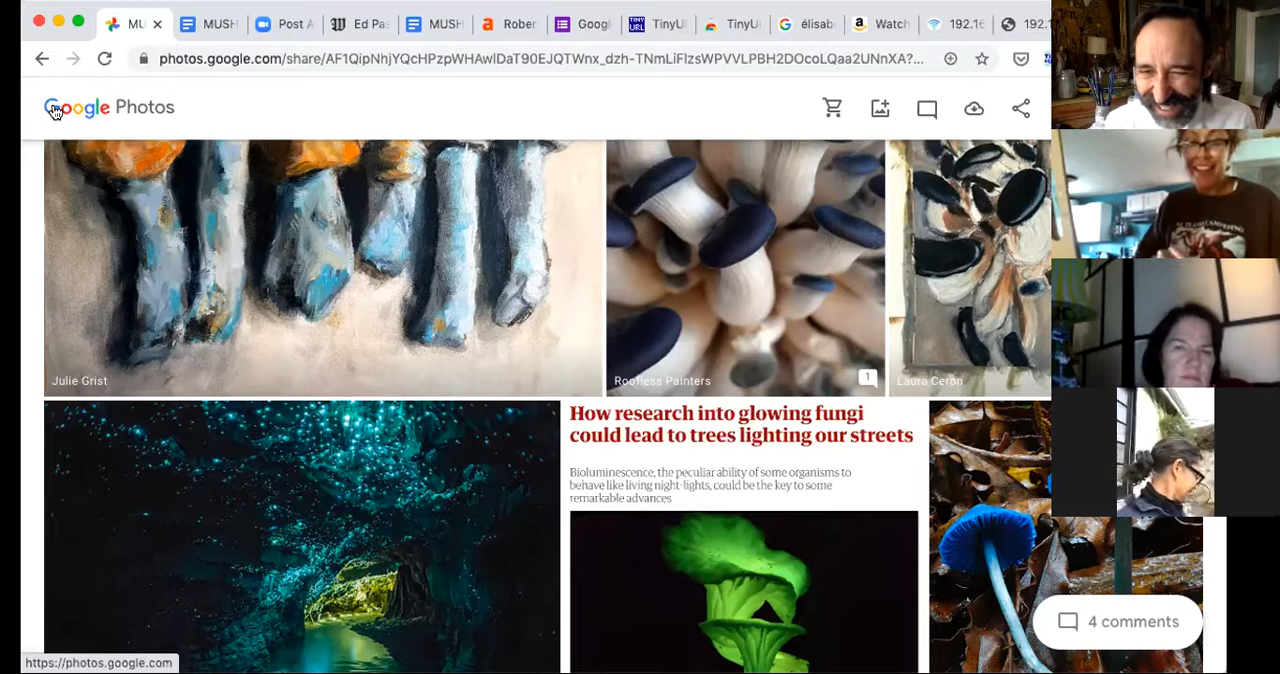 MU
MUSH
Post A
Ed Pa
MUSH
Rober
Googl
TinyU
TinyU
élisab
Watch
192.16
192.1
photos.google.com/share/AF1QipNhjYQcHPzpWHAwlDaT90EJQTWnx_dzh-TNmLiFlzsWPVVLPBH2DOcoLQaa2UNnXA?...
Google Photos
Julie Grist
Roofless Painters
1
Laura Ceron
How research into glowing fungi
could lead to trees lighting our streets
Bioluminescence, the peculiar ability of some organisms to
behave like living night-lights, could be the key to some
remarkable advances
4 comments
https://photos.google.com